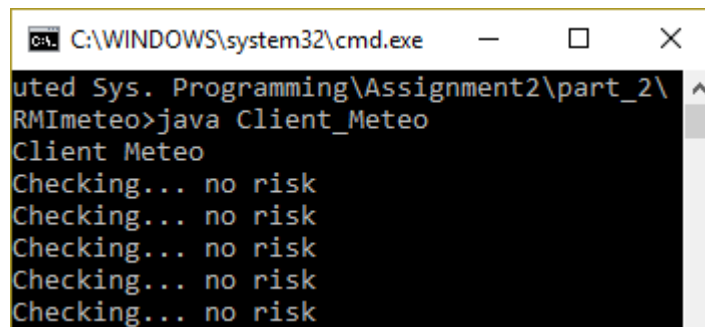 C:\WINDOWS\system32\cmd.exe
uted Sys. Programming\Assignment2\part_2\
RMImeteo>java Client_Meteo
Client Meteo
Checking... no risk
Checking... no risk
Checking... no risk
Checking... no risk
Checking... no risk